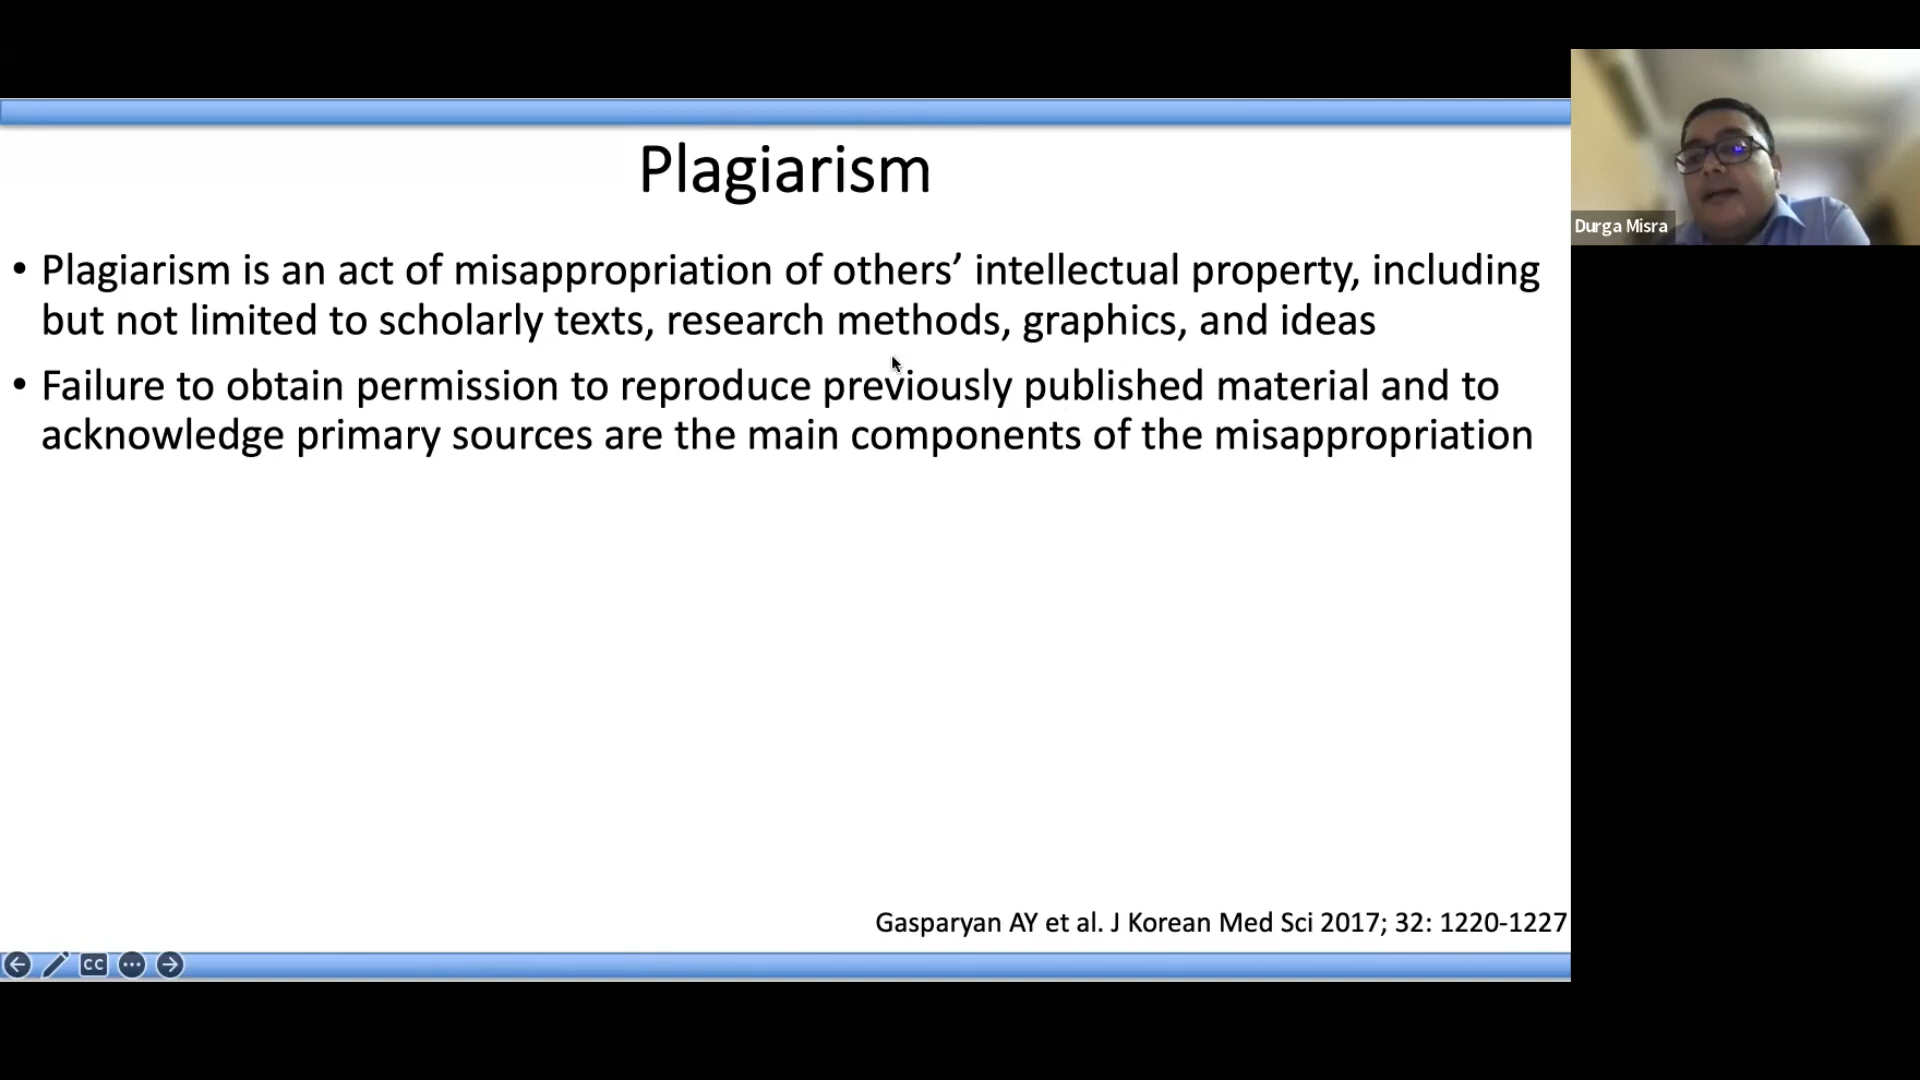 Plagiarism
• Plagiarism is an act of misappropriation of others’ intellectual property, including
but not limited to scholarly texts, research methods, graphics, and ideas
• Failure to obtain permission to reproduce previously published material and to
acknowledge primary sources are the main components of the misappropriation
Gasparyan AY et al. J Korean Med Sci 2017; 32: 1220-1227
CC
Durga Misra